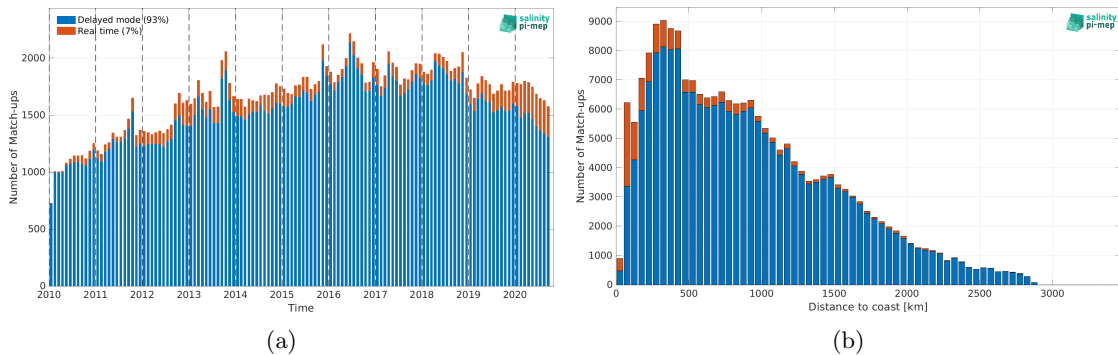 Delayed mode (93%)
Real time (7%)
salinity
pi-mep
Number of Match-ups
2000
1500
1000
500
0
2010 2011 2012 2013 2014 2015 2016 2017 2018 2019 2020
Time
(a)
salinity
pi-mep
Number of Match-ups
9000
8000
7000
6000
5000
4000
3000
2000
1000
0
0 500 1000 1500 2000 2500 3000
Distance to coast [km]
(b)